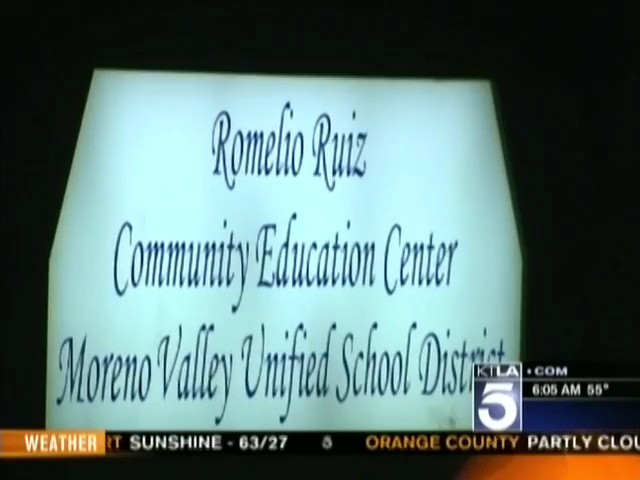 Romelio Ruiz
Community Education Center
Moreno Valley Unified School District
KTLA .COM
5
6:05 AM 55°
WEATHER RT SUNSHINE - 63/27 5 ORANGE COUNTY PARTLY CLOU